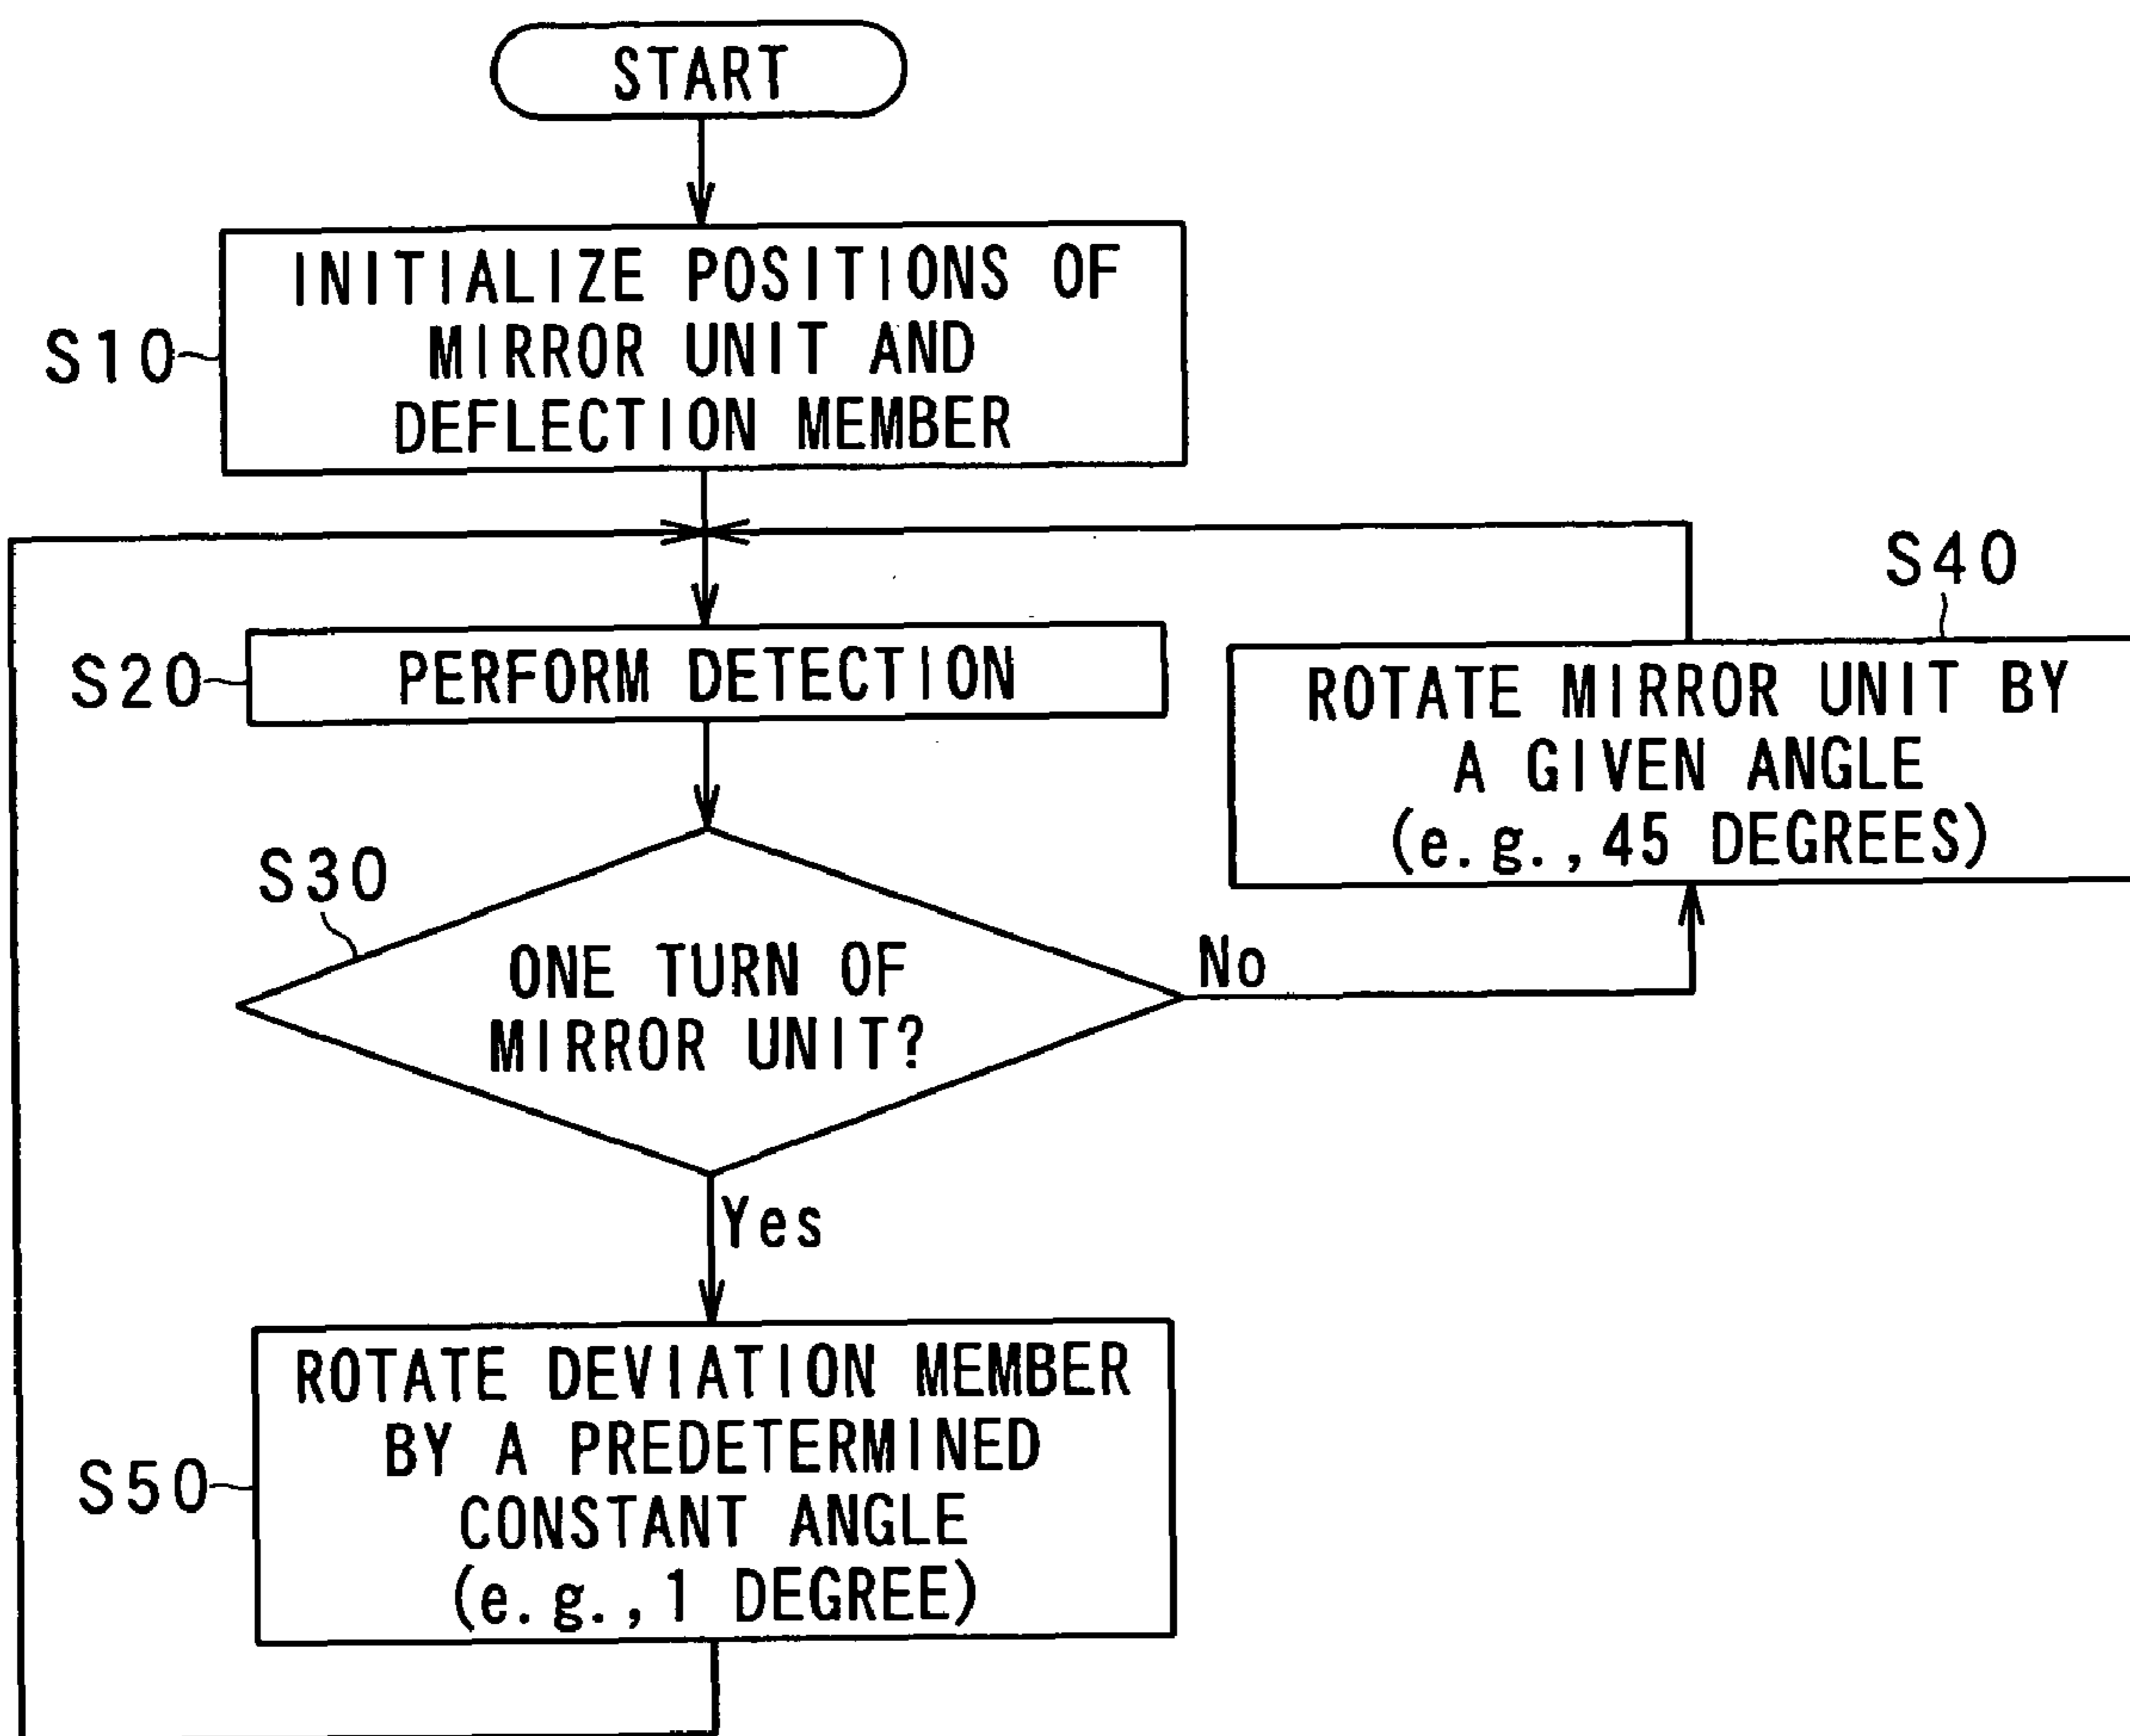 START
INITIALIZE POSITIONS OF
MIRROR UNIT AND
DEFLECTION MEMBER
S10
S20
PERFORM DETECTION
S40
ROTATE MIRROR UNIT BY
A GIVEN ANGLE
(e.g.,45 DEGREES)
S30
ONE TURN OF
MIRROR UNIT?
No
Yes
S50
ROTATE DEVIATION MEMBER
BY A PREDETERMINED
CONSTANT ANGLE
(e.g.,1 DEGREE)